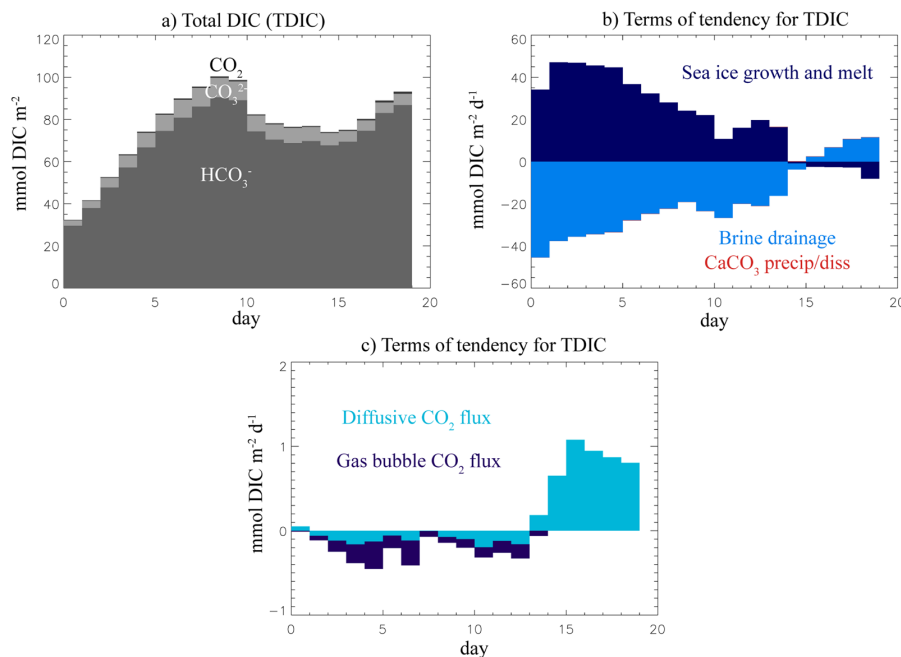 a) Total DIC (TDIC)
mmol DIC m⁻²
120
100
80
60
40
20
0
CO₂
CO₃²⁻
HCO₃⁻
0 5 10 15 20
day
b) Terms of tendency for TDIC
mmol DIC m⁻² d⁻¹
60
40
20
0
−20
−40
−60
Sea ice growth and melt
Brine drainage
CaCO₃ precip/diss
0 5 10 15 20
day
c) Terms of tendency for TDIC
mmol DIC m⁻² d⁻¹
2
1
0
−1
Diffusive CO₂ flux
Gas bubble CO₂ flux
0 5 10 15 20
day